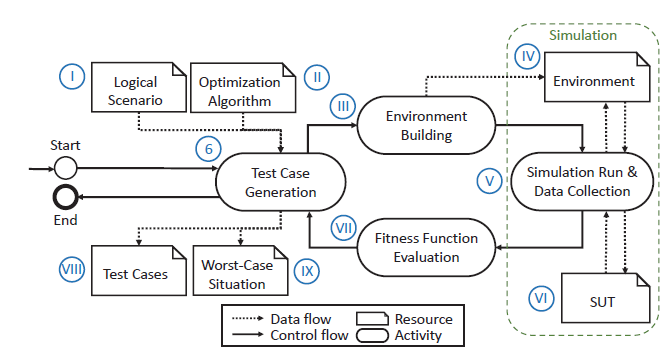 Simulation
I
Logical
Scenario
Optimization
Algorithm
II
III
Environment
Building
IV
Environment
Start
6
Test Case
Generation
V
Simulation Run &
Data Collection
End
VII
Fitness Function
Evaluation
VIII
Test Cases
Worst-Case
Situation
IX
VI
SUT
Data flow
Resource
Control flow
Activity